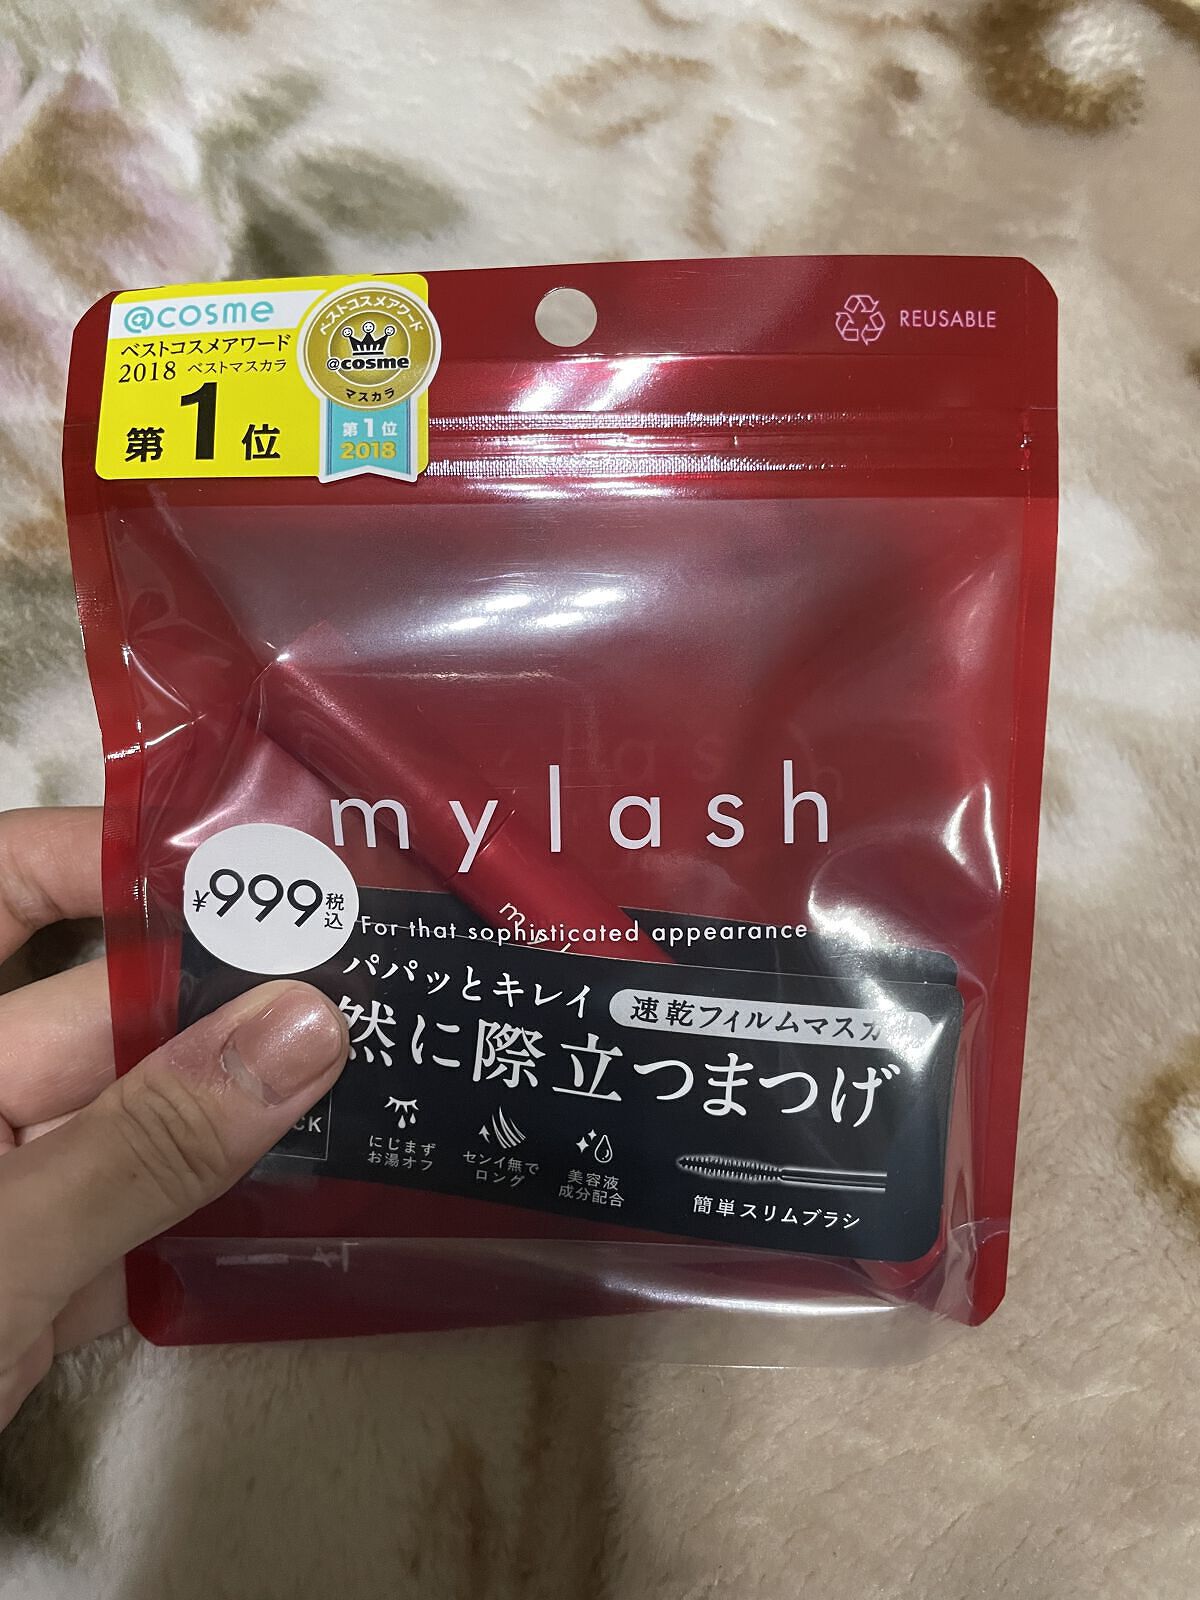 @cosme
ベストコスメアワード
2018 ベストマスカラ
第1位
ベストコスメアワード
@cosme
マスカラ
第1位
2018
REUSABLE
mylash
¥999税込
For that sophisticated appearance
パパッとキレイ 速乾フィルムマスカ
然に際立つまつげ
CK
にじまず
お湯オフ
センイ無で
ロング
美容液
成分配合
簡単スリムブラシ